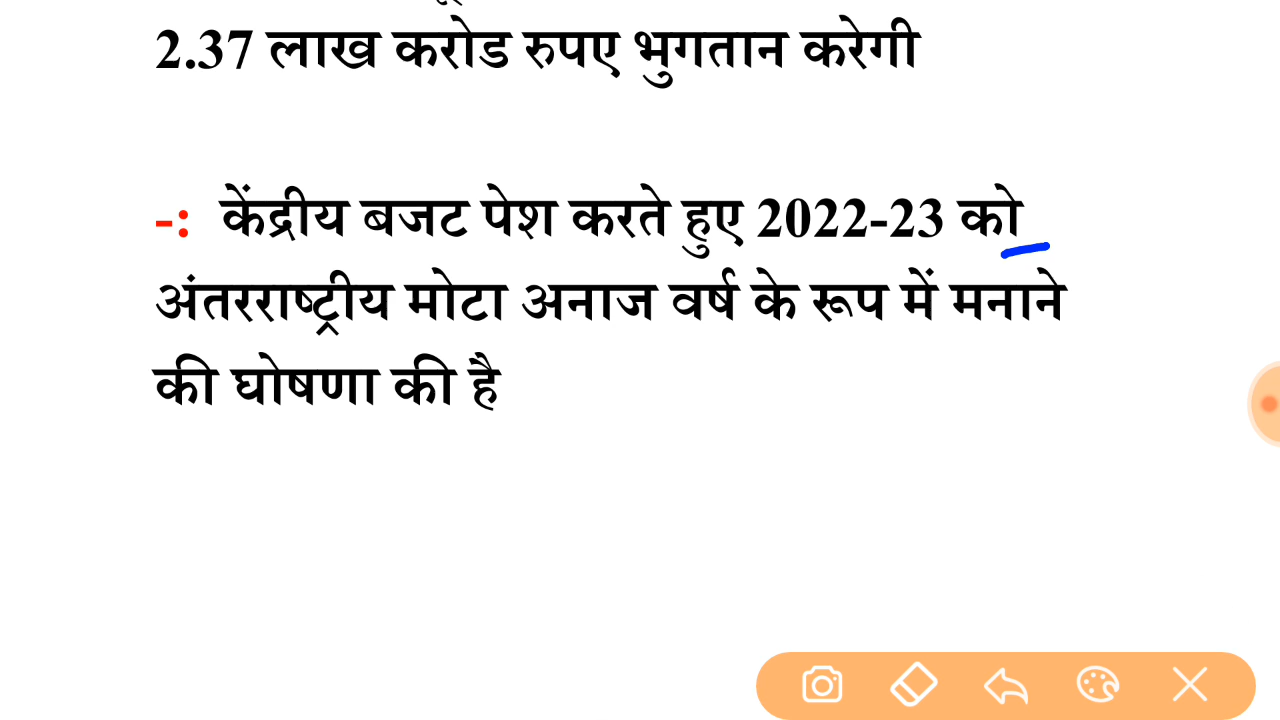 2.37 लाख करोड रुपए भुगतान करेगी
-: केंद्रीय बजट पेश करते हुए 2022-23 को
अंतरराष्ट्रीय मोटा अनाज वर्ष के रूप में मनाने
की घोषणा की है